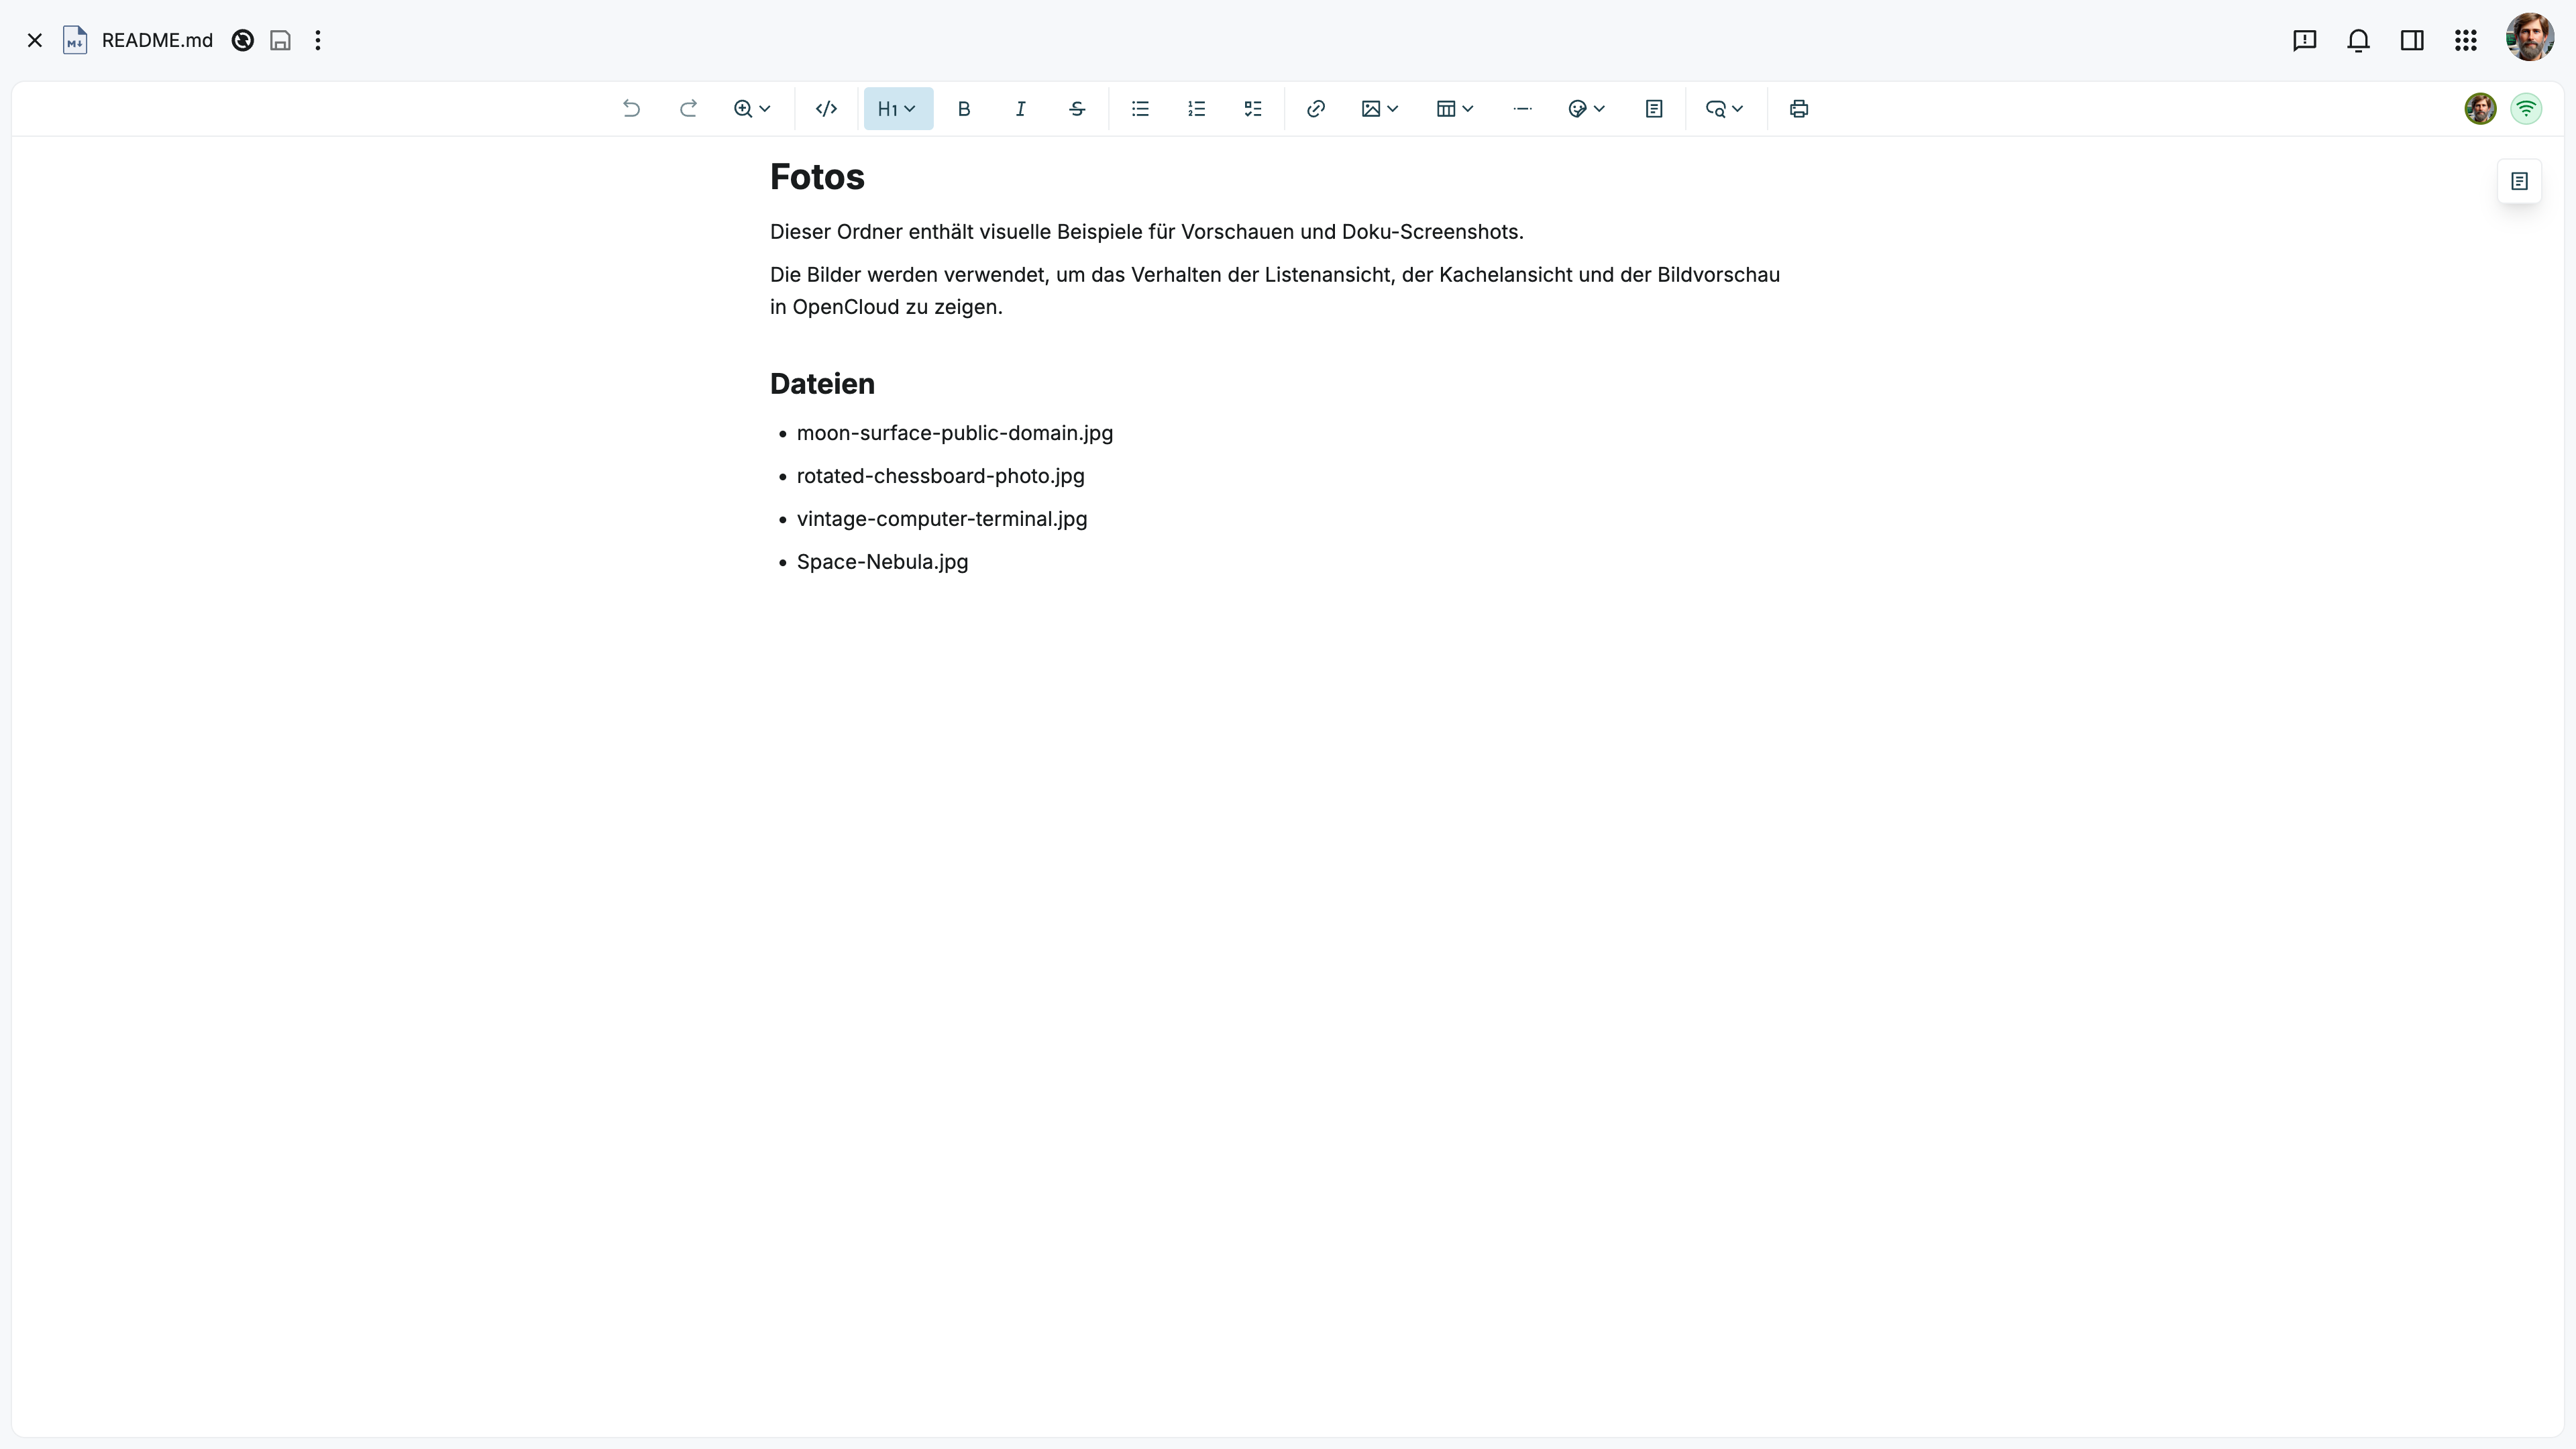 README.md
H1
Fotos
Dieser Ordner enthält visuelle Beispiele für Vorschauen und Doku-Screenshots.
Die Bilder werden verwendet, um das Verhalten der Listenansicht, der Kachelansicht und der Bildvorschau
in OpenCloud zu zeigen.
Dateien
moon-surface-public-domain.jpg
rotated-chessboard-photo.jpg
vintage-computer-terminal.jpg
Space-Nebula.jpg